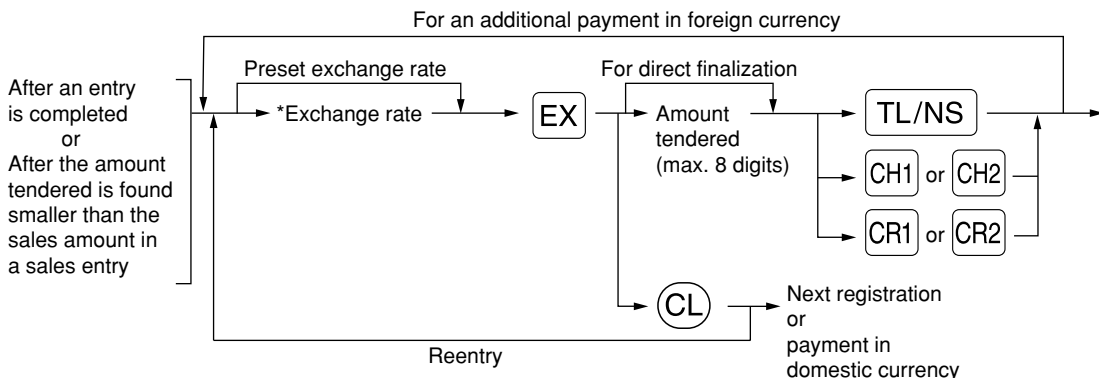 For an additional payment in foreign currency
Preset exchange rate
For direct finalization
After an entry
is completed
or
After the amount
tendered is found
smaller than the
sales amount in
a sales entry
*Exchange rate
EX
Amount
tendered
(max. 8 digits)
TL/NS
CH1 or CH2
CR1 or CR2
CL
Next registration
or
payment in
domestic currency
Reentry